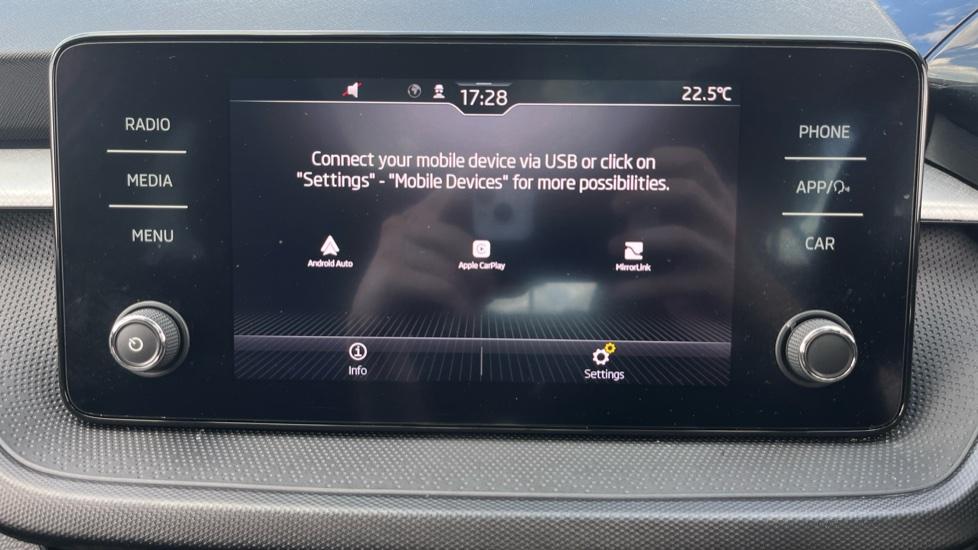 17:28
22.5°C
RADIO
MEDIA
MENU
Connect your mobile device via USB or click on
"Settings" - "Mobile Devices" for more possibilities.
Android Auto
Apple CarPlay
MirrorLink
Info
Settings
PHONE
APP/
CAR